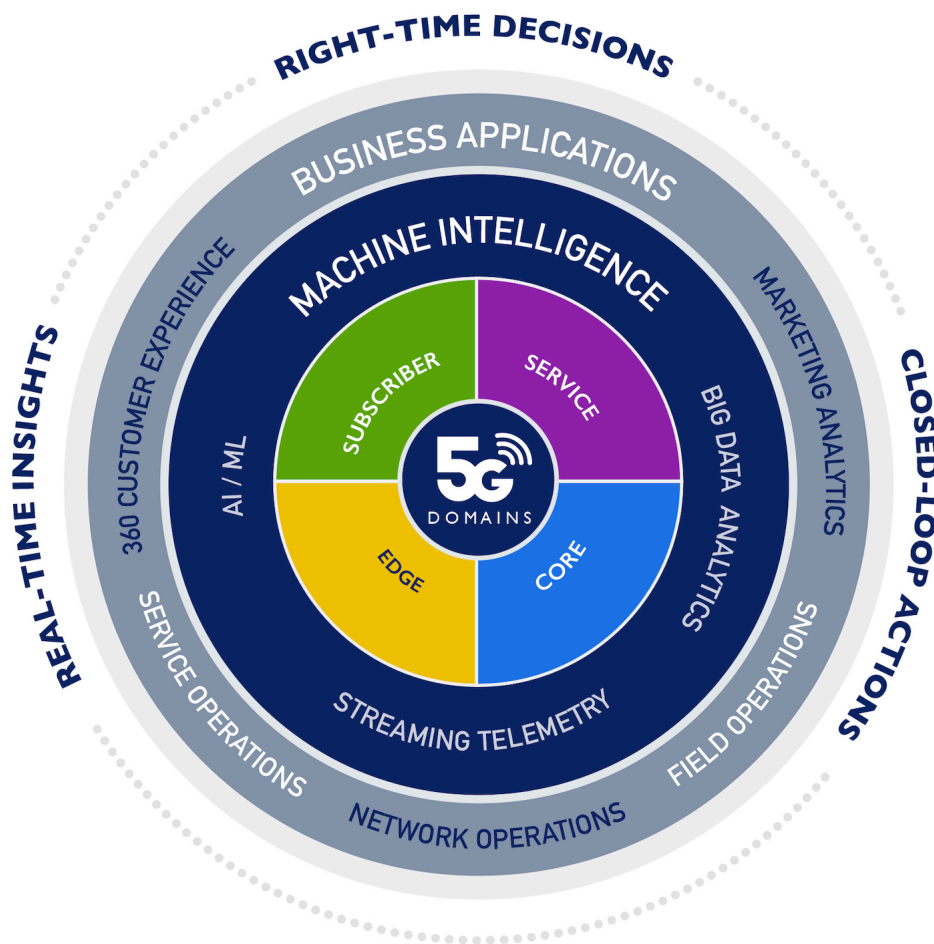 RIGHT-TIME DECISIONS
REAL-TIME INSIGHTS
CLOSED-LOOP ACTIONS
BUSINESS APPLICATIONS
360 CUSTOMER EXPERIENCE
MARKETING ANALYTICS
SERVICE OPERATIONS
NETWORK OPERATIONS
FIELD OPERATIONS
MACHINE INTELLIGENCE
AI / ML
BIG DATA ANALYTICS
STREAMING TELEMETRY
SUBSCRIBER
SERVICE
EDGE
CORE
5G
DOMAINS